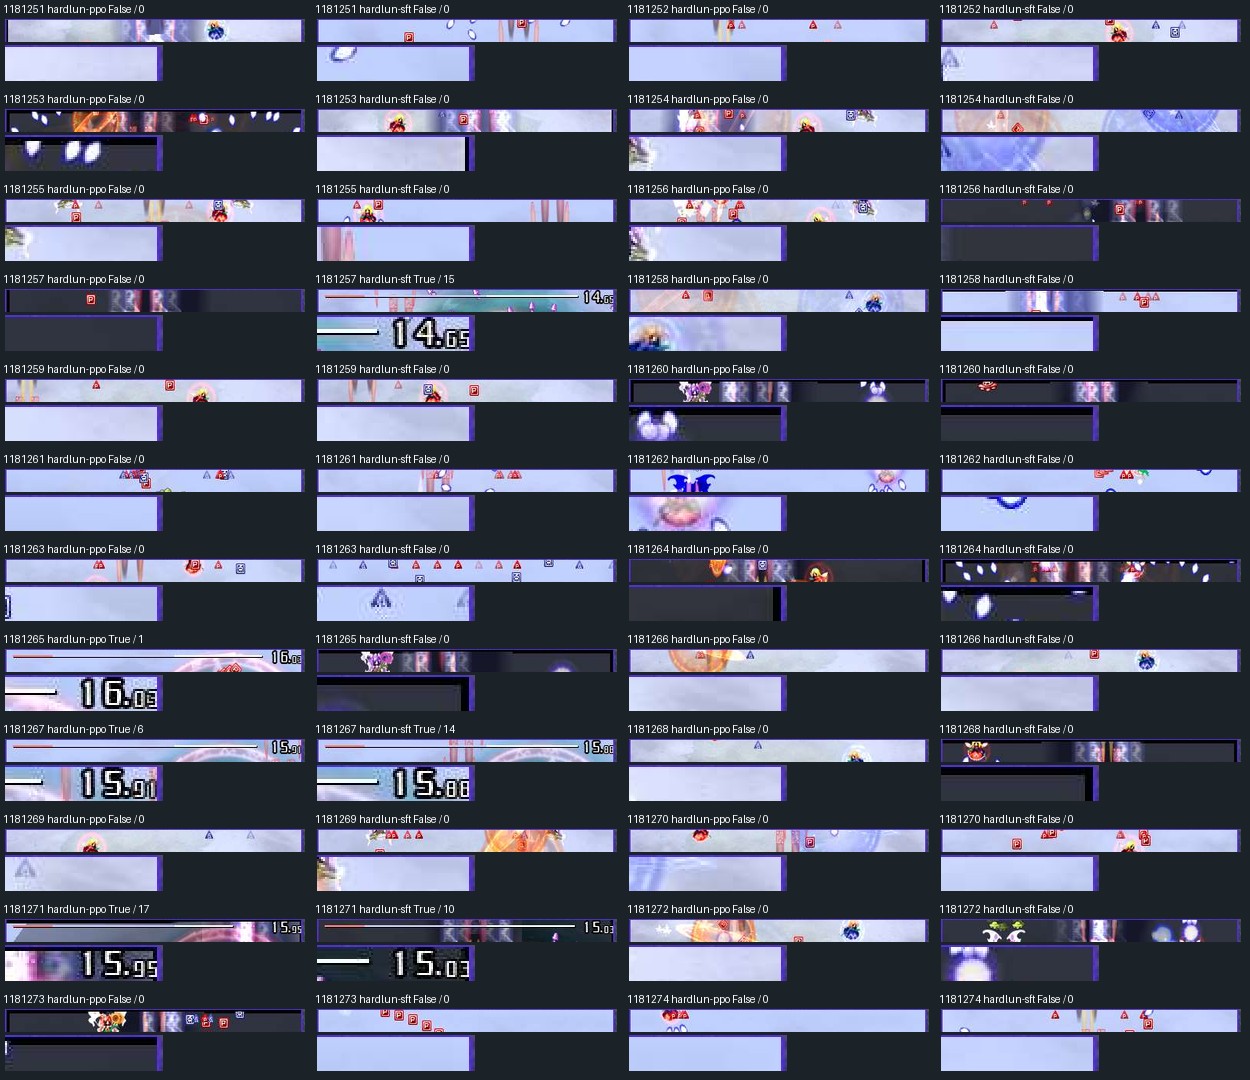 1181251 hardlun-ppo False / 0
1181251 hardlun-sft False / 0
1181252 hardlun-ppo False / 0
1181252 hardlun-sft False / 0
1181253 hardlun-ppo False / 0
1181253 hardlun-sft False / 0
1181254 hardlun-ppo False / 0
1181254 hardlun-sft False / 0
1181255 hardlun-ppo False / 0
1181255 hardlun-sft False / 0
1181256 hardlun-ppo False / 0
1181256 hardlun-sft False / 0
1181257 hardlun-ppo False / 0
1181257 hardlun-sft True / 15
14.65
14.65
1181258 hardlun-ppo False / 0
1181258 hardlun-sft False / 0
1181259 hardlun-ppo False / 0
1181259 hardlun-sft False / 0
1181260 hardlun-ppo False / 0
1181260 hardlun-sft False / 0
1181261 hardlun-ppo False / 0
1181261 hardlun-sft False / 0
1181262 hardlun-ppo False / 0
1181262 hardlun-sft False / 0
1181263 hardlun-ppo False / 0
1181263 hardlun-sft False / 0
1181264 hardlun-ppo False / 0
1181264 hardlun-sft False / 0
1181265 hardlun-ppo True / 1
16.03
16.03
1181265 hardlun-sft False / 0
1181266 hardlun-ppo False / 0
1181266 hardlun-sft False / 0
1181267 hardlun-ppo True / 6
15.91
15.91
1181267 hardlun-sft True / 14
15.88
15.88
1181268 hardlun-ppo False / 0
1181268 hardlun-sft False / 0
1181269 hardlun-ppo False / 0
1181269 hardlun-sft False / 0
1181270 hardlun-ppo False / 0
1181270 hardlun-sft False / 0
1181271 hardlun-ppo True / 17
15.95
15.95
1181271 hardlun-sft True / 10
15.03
15.03
1181272 hardlun-ppo False / 0
1181272 hardlun-sft False / 0
1181273 hardlun-ppo False / 0
1181273 hardlun-sft False / 0
1181274 hardlun-ppo False / 0
1181274 hardlun-sft False / 0